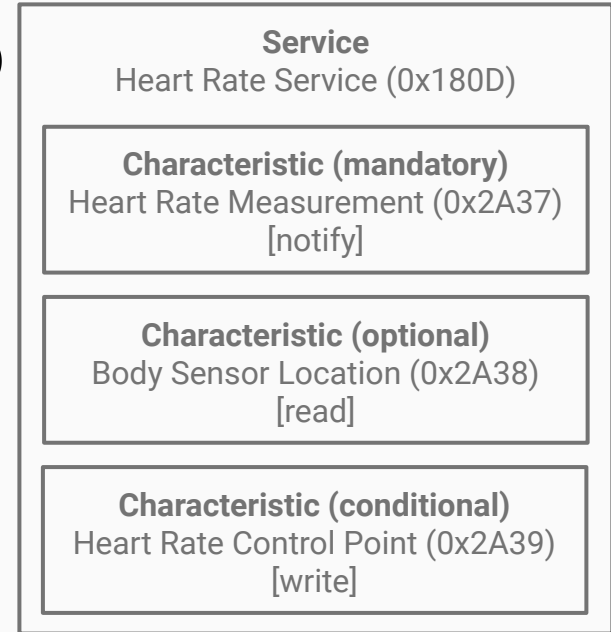 )
Service
Heart Rate Service (0x180D)
Characteristic (mandatory)
Heart Rate Measurement (0x2A37)
[notify]
Characteristic (optional)
Body Sensor Location (0x2A38)
[read]
Characteristic (conditional)
Heart Rate Control Point (0x2A39)
[write]